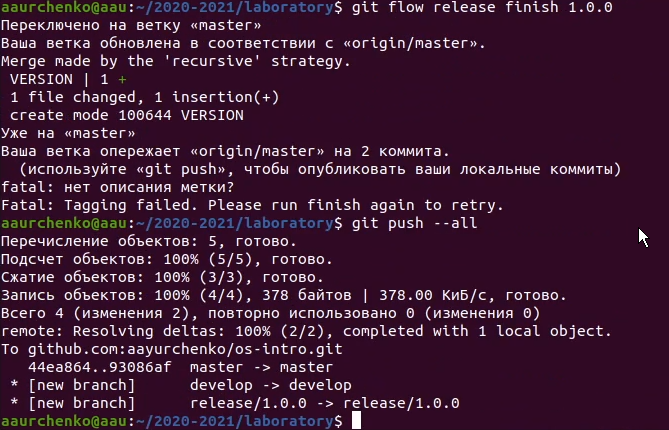 aaurchenko@aau:~/2020-2021/laboratory$ git flow release finish 1.0.0
Переключено на ветку «master»
Ваша ветка обновлена в соответствии с «origin/master».
Merge made by the 'recursive' strategy.
 VERSION | 1 +
 1 file changed, 1 insertion(+)
 create mode 100644 VERSION
Уже на «master»
Ваша ветка опережает «origin/master» на 2 коммита.
  (используйте «git push», чтобы опубликовать ваши локальные коммиты)
fatal: нет описания метки?
Fatal: Tagging failed. Please run finish again to retry.
aaurchenko@aau:~/2020-2021/laboratory$ git push --all
Перечисление объектов: 5, готово.
Подсчет объектов: 100% (5/5), готово.
Сжатие объектов: 100% (3/3), готово.
Запись объектов: 100% (4/4), 378 байтов | 378.00 КиБ/с, готово.
Всего 4 (изменения 2), повторно использовано 0 (изменения 0)
remote: Resolving deltas: 100% (2/2), completed with 1 local object.
To github.com:aayurchenko/os-intro.git
   44ea864..93086af  master -> master
 * [new branch]      develop -> develop
 * [new branch]      release/1.0.0 -> release/1.0.0
aaurchenko@aau:~/2020-2021/laboratory$